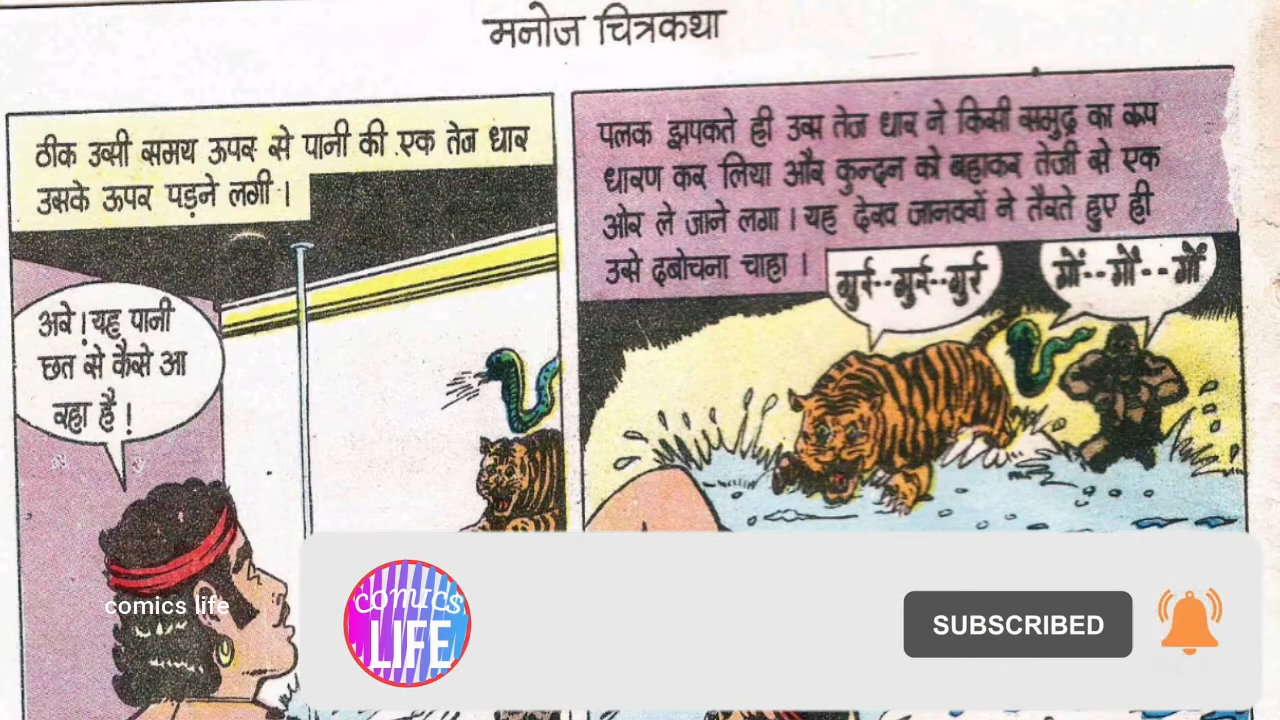 मनोज चित्रकथा
ठीक उसी समय ऊपर से पानी की एक तेज धार
उसके ऊपर पड़ने लगी।
अरे! यह पानी
छत से कैसे आ
रहा है!
पलक झपकते ही उस तेज धार ने किसी समुद्र का रूप
धारण कर लिया और कुन्दन को बहाकर तेजी से एक
ओर ले जाने लगा। यह देख जानवरों ने तैरते हुए ही
उसे दबोचना चाहा।
गुर्र--गुर्र--गुर्र
गों--गों--गों
comics life
comics
LIFE
SUBSCRIBED